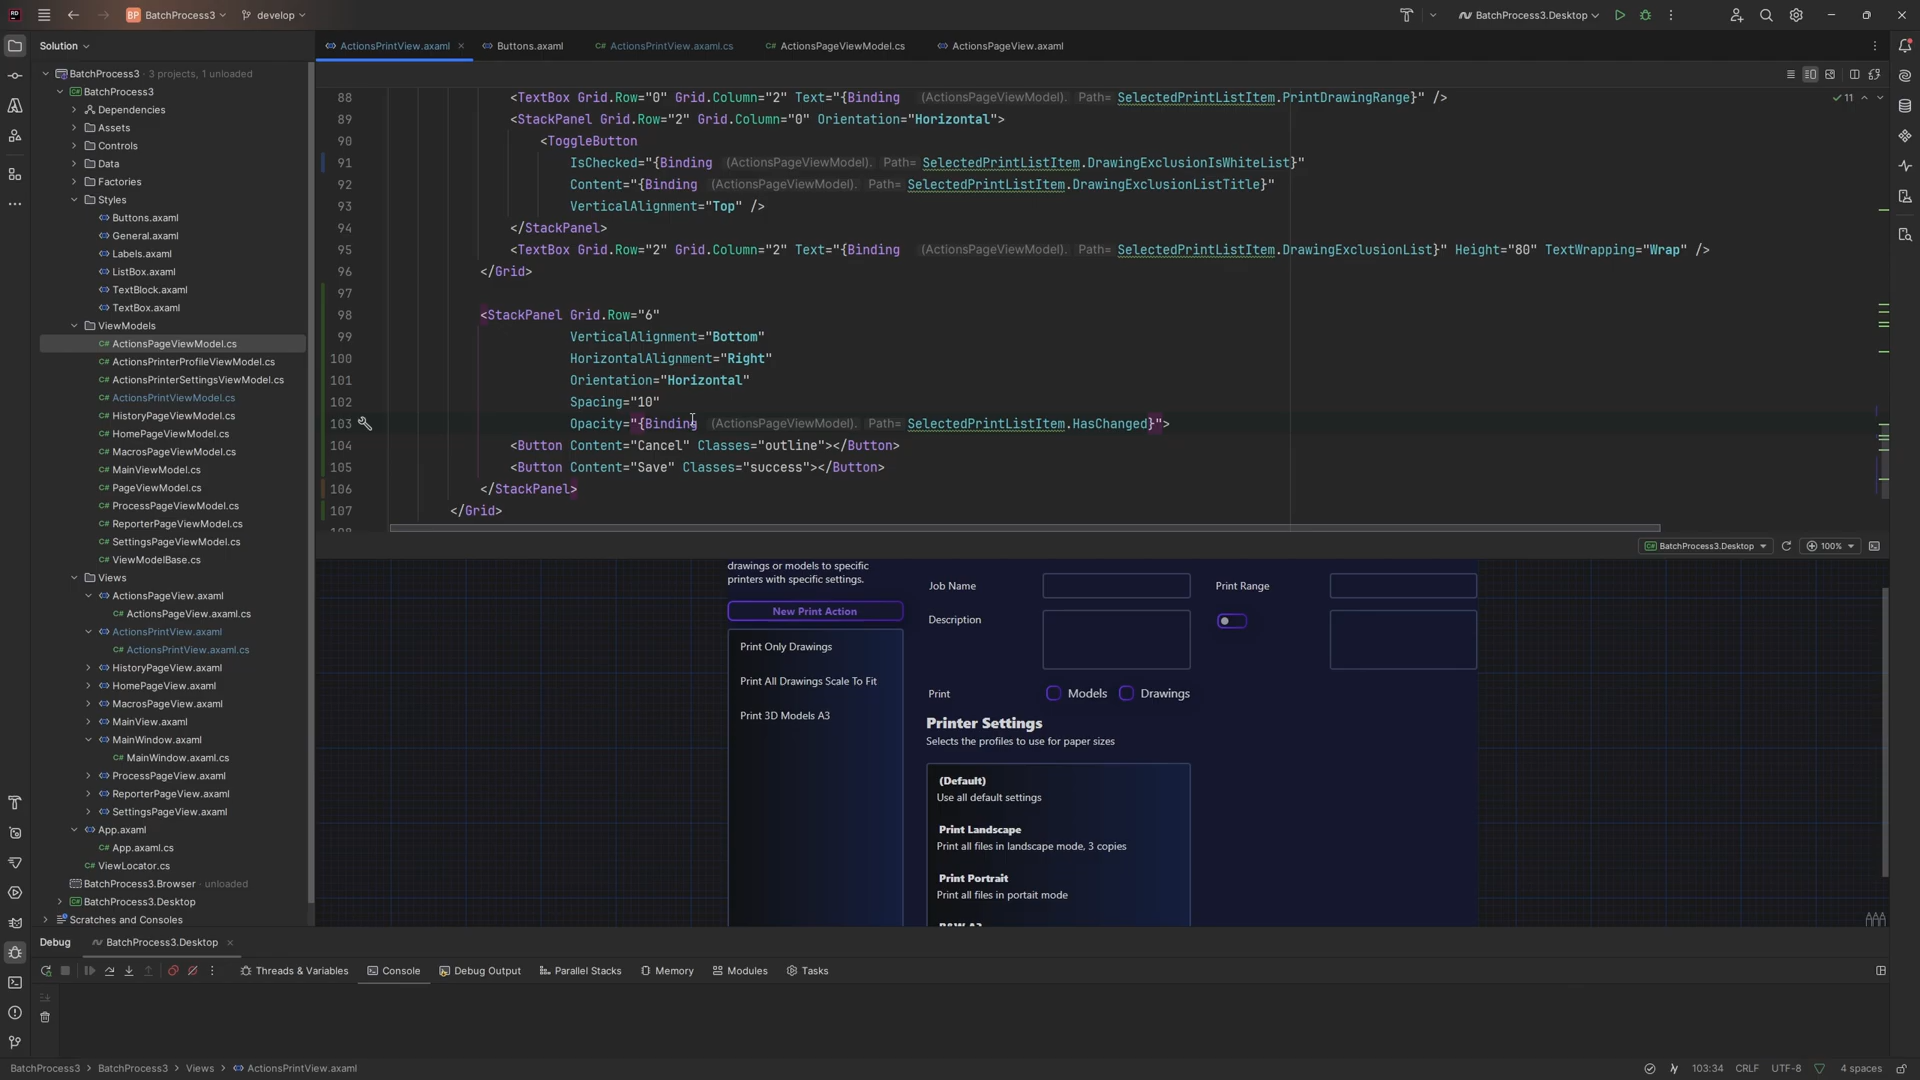 BP BatchProcess3 develop BatchProcess3.Desktop
Solution
ActionsPrintView.axaml Buttons.axaml ActionsPrintView.axaml.cs ActionsPageViewModel.cs ActionsPageView.axaml
BatchProcess3 · 3 projects, 1 unloaded
BatchProcess3
Dependencies
Assets
Controls
Data
Factories
Styles
Buttons.axaml
General.axaml
Labels.axaml
ListBox.axaml
TextBlock.axaml
TextBox.axaml
ViewModels
ActionsPageViewModel.cs
ActionsPrinterProfileViewModel.cs
ActionsPrinterSettingsViewModel.cs
ActionsPrintViewModel.cs
HistoryPageViewModel.cs
HomePageViewModel.cs
MacrosPageViewModel.cs
MainViewModel.cs
PageViewModel.cs
ProcessPageViewModel.cs
ReporterPageViewModel.cs
SettingsPageViewModel.cs
ViewModelBase.cs
Views
ActionsPageView.axaml
ActionsPageView.axaml.cs
ActionsPrintView.axaml
ActionsPrintView.axaml.cs
HistoryPageView.axaml
HomePageView.axaml
MacrosPageView.axaml
MainView.axaml
MainWindow.axaml
MainWindow.axaml.cs
ProcessPageView.axaml
ReporterPageView.axaml
SettingsPageView.axaml
App.axaml
App.axaml.cs
ViewLocator.cs
BatchProcess3.Browser · unloaded
BatchProcess3.Desktop
Scratches and Consoles
88 <TextBox Grid.Row="0" Grid.Column="2" Text="{Binding (ActionsPageViewModel). Path= SelectedPrintListItem.PrintDrawingRange}" />
11
89 <StackPanel Grid.Row="2" Grid.Column="0" Orientation="Horizontal">
90 <ToggleButton
91 IsChecked="{Binding (ActionsPageViewModel). Path= SelectedPrintListItem.DrawingExclusionIsWhiteList}"
92 Content="{Binding (ActionsPageViewModel). Path= SelectedPrintListItem.DrawingExclusionListTitle}"
93 VerticalAlignment="Top" />
94 </StackPanel>
95 <TextBox Grid.Row="2" Grid.Column="2" Text="{Binding (ActionsPageViewModel). Path= SelectedPrintListItem.DrawingExclusionList}" Height="80" TextWrapping="Wrap" />
96 </Grid>
97
98 <StackPanel Grid.Row="6"
99 VerticalAlignment="Bottom"
100 HorizontalAlignment="Right"
101 Orientation="Horizontal"
102 Spacing="10"
103 Opacity="{Binding (ActionsPageViewModel). Path= SelectedPrintListItem.HasChanged}">
104 <Button Content="Cancel" Classes="outline"></Button>
105 <Button Content="Save" Classes="success"></Button>
106 </StackPanel>
107 </Grid>
BatchProcess3.Desktop 100%
drawings or models to specific
printers with specific settings.
New Print Action
Print Only Drawings
Print All Drawings Scale To Fit
Print 3D Models A3
Job Name
Print Range
Description
Print Models Drawings
Printer Settings
Selects the profiles to use for paper sizes
(Default)
Use all default settings
Print Landscape
Print all files in landscape mode, 3 copies
Print Portrait
Print all files in portait mode
Debug BatchProcess3.Desktop
Threads & Variables Console Debug Output Parallel Stacks Memory Modules Tasks
BatchProcess3 > BatchProcess3 > Views > ActionsPrintView.axaml
103:34 CRLF UTF-8 4 spaces